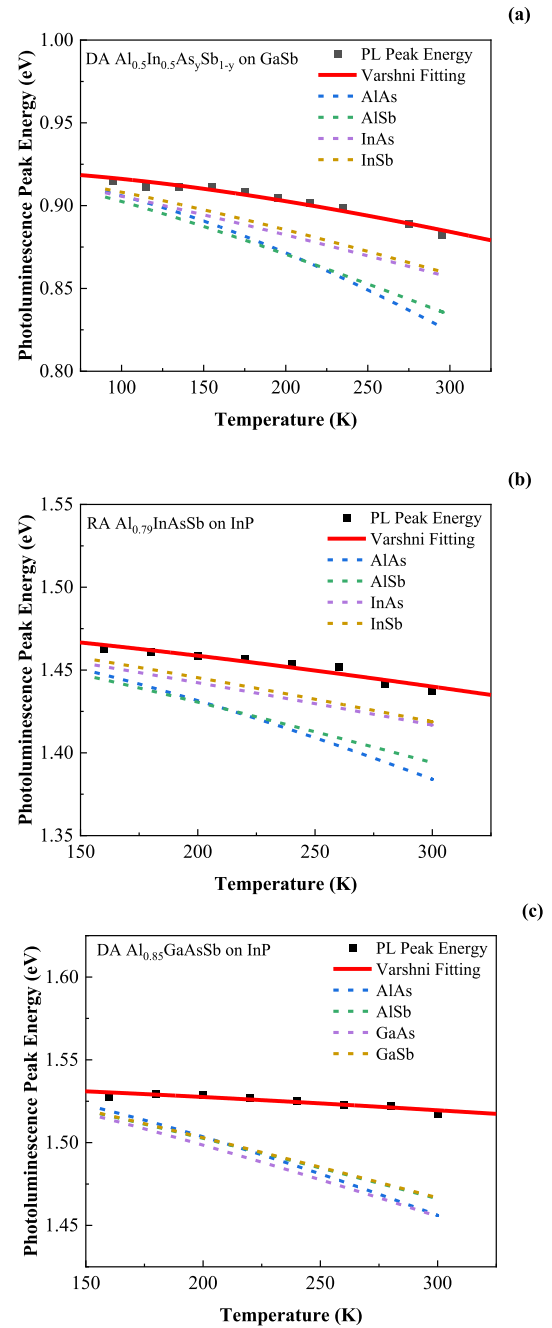 (a)
DA Al0.5In0.5AsySb1-y on GaSb
PL Peak Energy
Varshni Fitting
AlAs
AlSb
InAs
InSb
1.00
0.95
0.90
0.85
0.80
100 150 200 250 300
Temperature (K)
Photoluminescence Peak Energy (eV)
(b)
RA Al0.79InAsSb on InP
PL Peak Energy
Varshni Fitting
AlAs
AlSb
InAs
InSb
1.55
1.50
1.45
1.40
1.35
150 200 250 300
Temperature (K)
Photoluminescence Peak Energy (eV)
(c)
DA Al0.85GaAsSb on InP
PL Peak Energy
Varshni Fitting
AlAs
AlSb
GaAs
GaSb
1.60
1.55
1.50
1.45
150 200 250 300
Temperature (K)
Photoluminescence Peak Energy (eV)